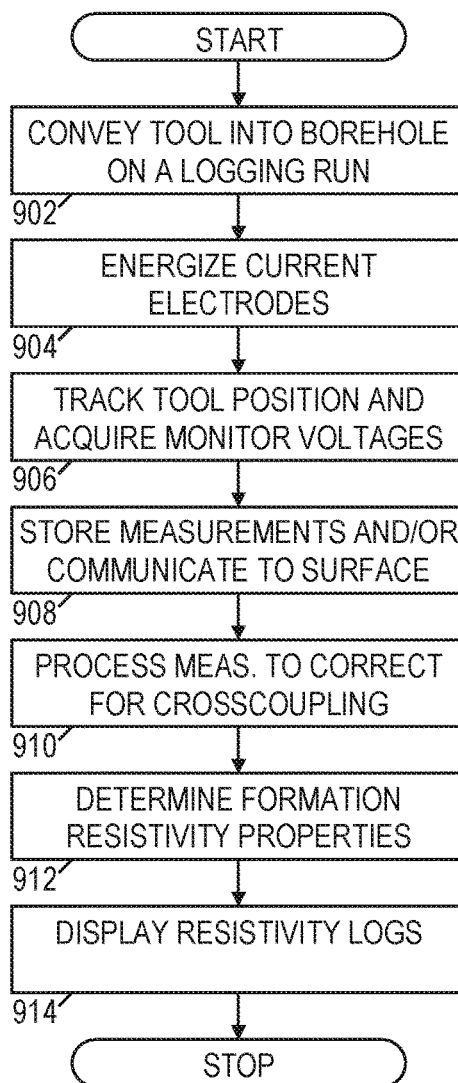 START
CONVEY TOOL INTO BOREHOLE
ON A LOGGING RUN
902
ENERGIZE CURRENT
ELECTRODES
904
TRACK TOOL POSITION AND
ACQUIRE MONITOR VOLTAGES
906
STORE MEASUREMENTS AND/OR
COMMUNICATE TO SURFACE
908
PROCESS MEAS. TO CORRECT
FOR CROSSCOUPLING
910
DETERMINE FORMATION
RESISTIVITY PROPERTIES
912
DISPLAY RESISTIVITY LOGS
914
STOP